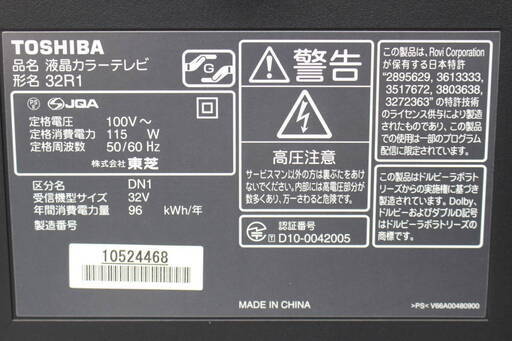 TOSHIBA
品名 液晶カラーテレビ
形名 32R1
JQA
定格電圧: 100V～
定格消費電力: 115 W
定格周波数: 50/60 Hz
株式会社 東芝
区分名 DN1
受信機型サイズ 32V
年間消費電力量 96 kWh/年
製造番号
10524468
G
警告
高圧注意
サービスマン以外の方は裏ぶたをあけ
ないでください。内部には高電圧部分が
数多くあり、万一さわると危険です。
認証番号
T D10-0042005
MADE IN CHINA
この製品は、Rovi Corporation
が保有する日本特許
"2895629, 3613333,
3517672, 3803638,
3272363"の特許技術
のライセンス供与により製造
されています。この製品での
使用は一部のプログラム
配信に限定されています。
この製品はドルビーラボラト
リーズからの実施権に基づき
製造されています。Dolby、
ドルビー及びダブルD記号
はドルビーラボラトリーズの
商標です。
>PS< V66A00480900